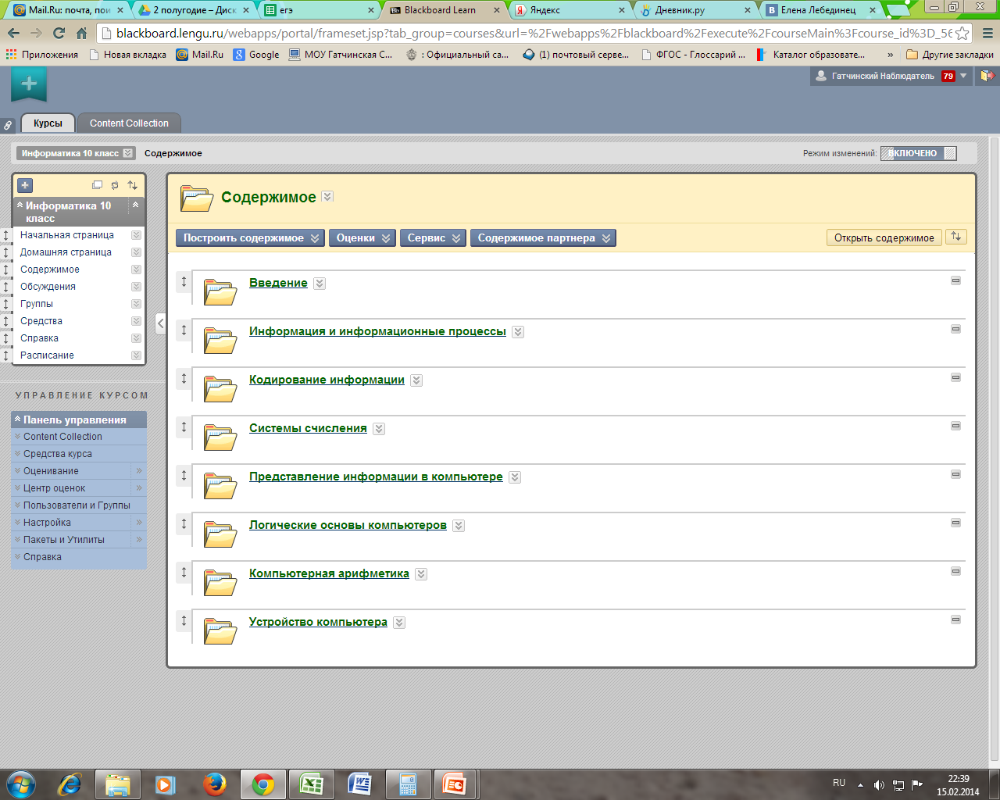 Mail.Ru: почта, пои
2 полугодие – Диск
егэ
Blackboard Learn
Яндекс
Дневник.ру
Елена Лебединец
blackboard.lengu.ru/webapps/portal/frameset.jsp?tab_group=courses&url=%2Fwebapps%2Fblackboard%2Fexecute%2FcourseMain%3Fcourse_id%3D_56
Приложения
Новая вкладка
Mail.Ru
Google
МОУ Гатчинская С...
: Официальный са...
(1) почтовый серве...
ФГОС - Глоссарий ...
Каталог образовате...
»
Другие закладки
Гатчинский Наблюдатель 79
Курсы
Content Collection
Информатика 10 класс
Содержимое
Режим изменений:
ВКЛЮЧЕНО
Информатика 10
класс
Начальная страница
Домашняя страница
Содержимое
Обсуждения
Группы
Средства
Справка
Расписание
УПРАВЛЕНИЕ КУРСОМ
Панель управления
Content Collection
Средства курса
Оценивание
Центр оценок
Пользователи и Группы
Настройка
Пакеты и Утилиты
Справка
Содержимое
Построить содержимое
Оценки
Сервис
Содержимое партнера
Открыть содержимое
Введение
Информация и информационные процессы
Кодирование информации
Системы счисления
Представление информации в компьютере
Логические основы компьютеров
Компьютерная арифметика
Устройство компьютера
RU
22:39
15.02.2014